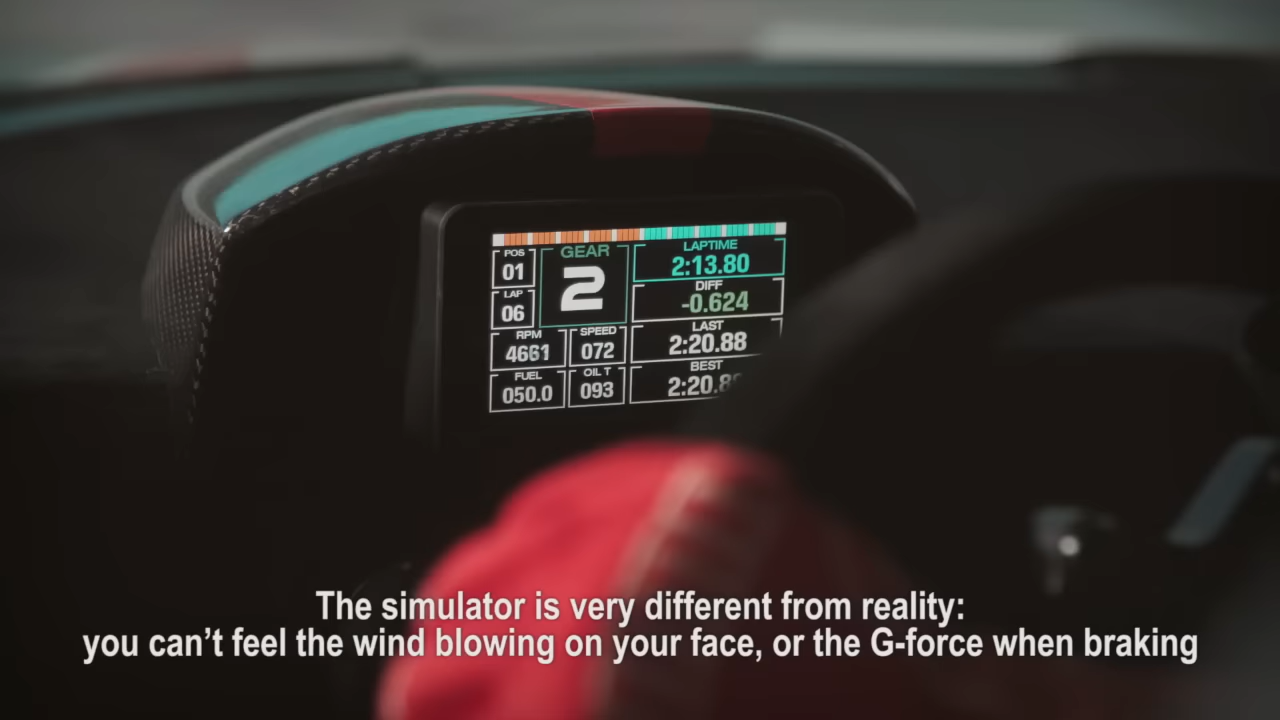 POS
01
GEAR
2
LAPTIME
2:13.80
LAP
06
DIFF
-0.624
RPM
4661
SPEED
072
LAST
2:20.88
FUEL
050.0
OIL T
093
BEST
The simulator is very different from reality:
you can't feel the wind blowing on your face, or the G-force when braking